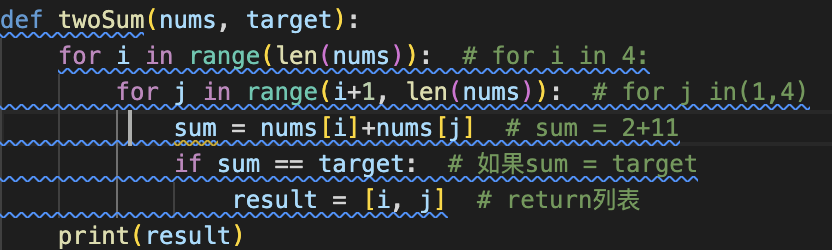 def twoSum(nums, target):
    for i in range(len(nums)):  # for i in 4:
        for j in range(i+1, len(nums)):  # for j in(1,4)
            sum = nums[i]+nums[j]  # sum = 2+11
            if sum == target:  # 如果sum = target
                result = [i, j]  # return列表
    print(result)